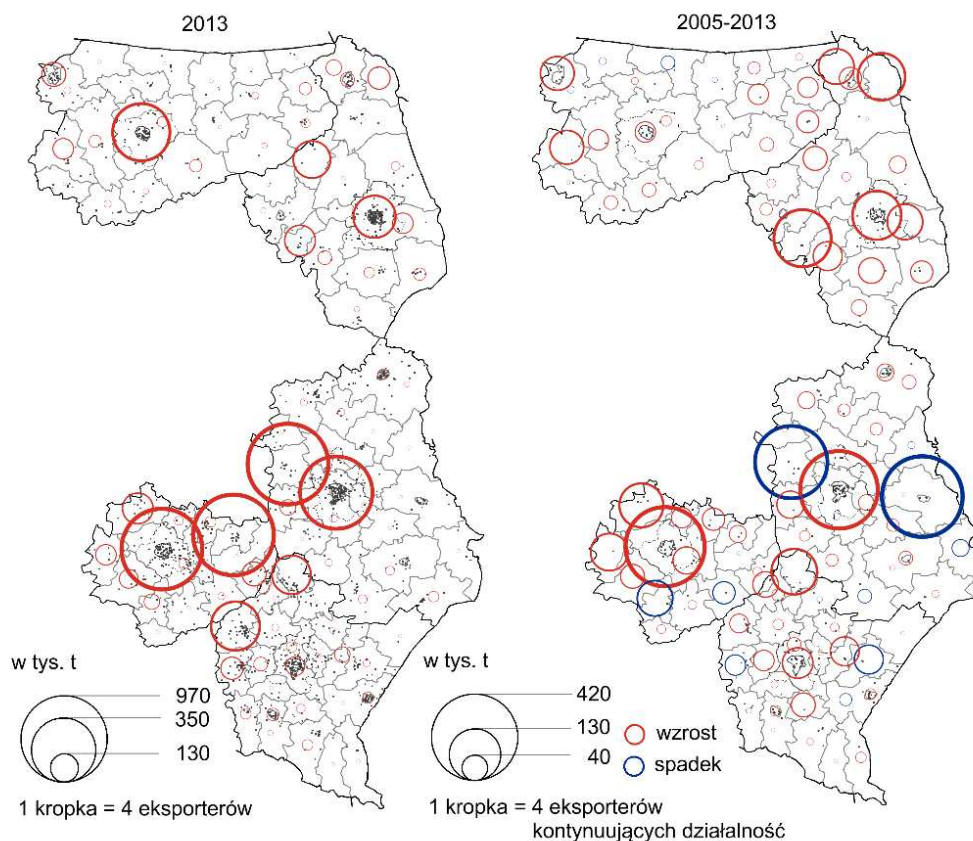 2013
2005-2013
w tys. t
970
350
130
1 kropka = 4 eksporterów
w tys. t
420
130
40
wzrost
spadek
1 kropka = 4 eksporterów
kontynuujących działalność